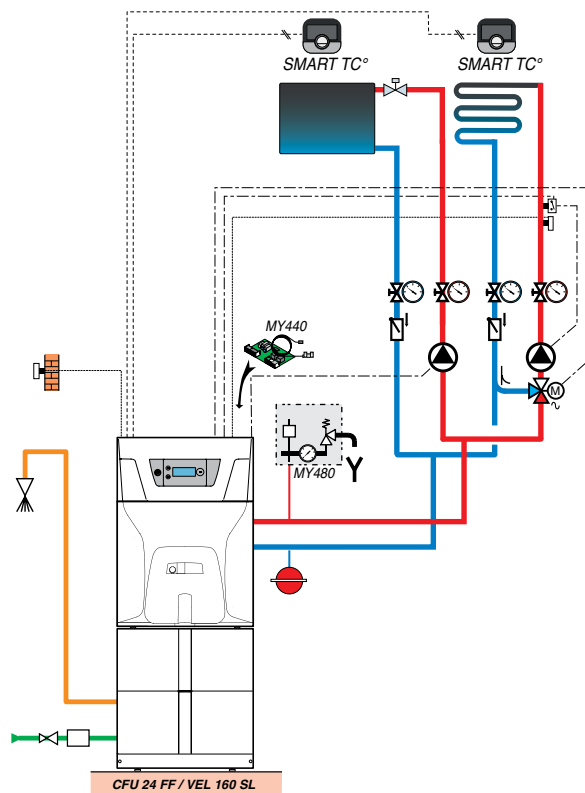 SMART TC° SMART TC°
MY440
M
MY480
CFU 24 FF / VEL 160 SL